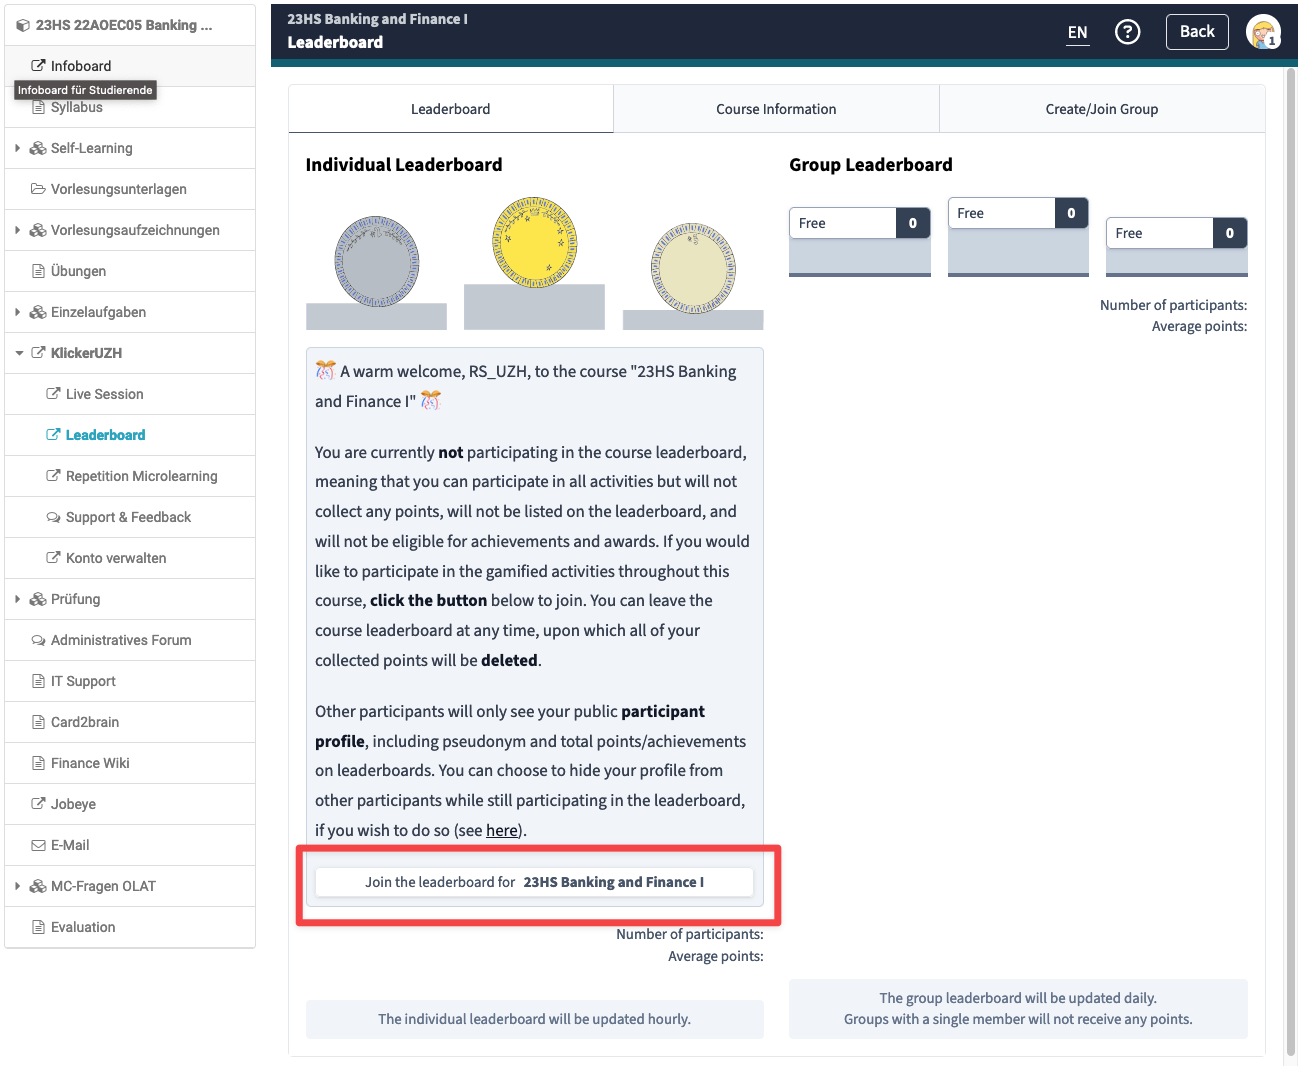 23HS 22AOEC05 Banking ...
Infoboard
Infoboard für Studierende
Syllabus
Self-Learning
Vorlesungsunterlagen
Vorlesungsaufzeichnungen
Übungen
Einzelaufgaben
KlickerUZH
Live Session
Leaderboard
Repetition Microlearning
Support & Feedback
Konto verwalten
Prüfung
Administratives Forum
IT Support
Card2brain
Finance Wiki
Jobeye
E-Mail
MC-Fragen OLAT
Evaluation
23HS Banking and Finance I
Leaderboard
EN
?
Back
1
Leaderboard
Course Information
Create/Join Group
Individual Leaderboard
🎊 A warm welcome, RS_UZH, to the course "23HS Banking
and Finance I" 🎊
You are currently not participating in the course leaderboard,
meaning that you can participate in all activities but will not
collect any points, will not be listed on the leaderboard, and
will not be eligible for achievements and awards. If you would
like to participate in the gamified activities throughout this
course, click the button below to join. You can leave the
course leaderboard at any time, upon which all of your
collected points will be deleted.
Other participants will only see your public participant
profile, including pseudonym and total points/achievements
on leaderboards. You can choose to hide your profile from
other participants while still participating in the leaderboard,
if you wish to do so (see here).
Join the leaderboard for 23HS Banking and Finance I
Number of participants:
Average points:
The individual leaderboard will be updated hourly.
Group Leaderboard
Free 0
Free 0
Free 0
Number of participants:
Average points:
The group leaderboard will be updated daily.
Groups with a single member will not receive any points.